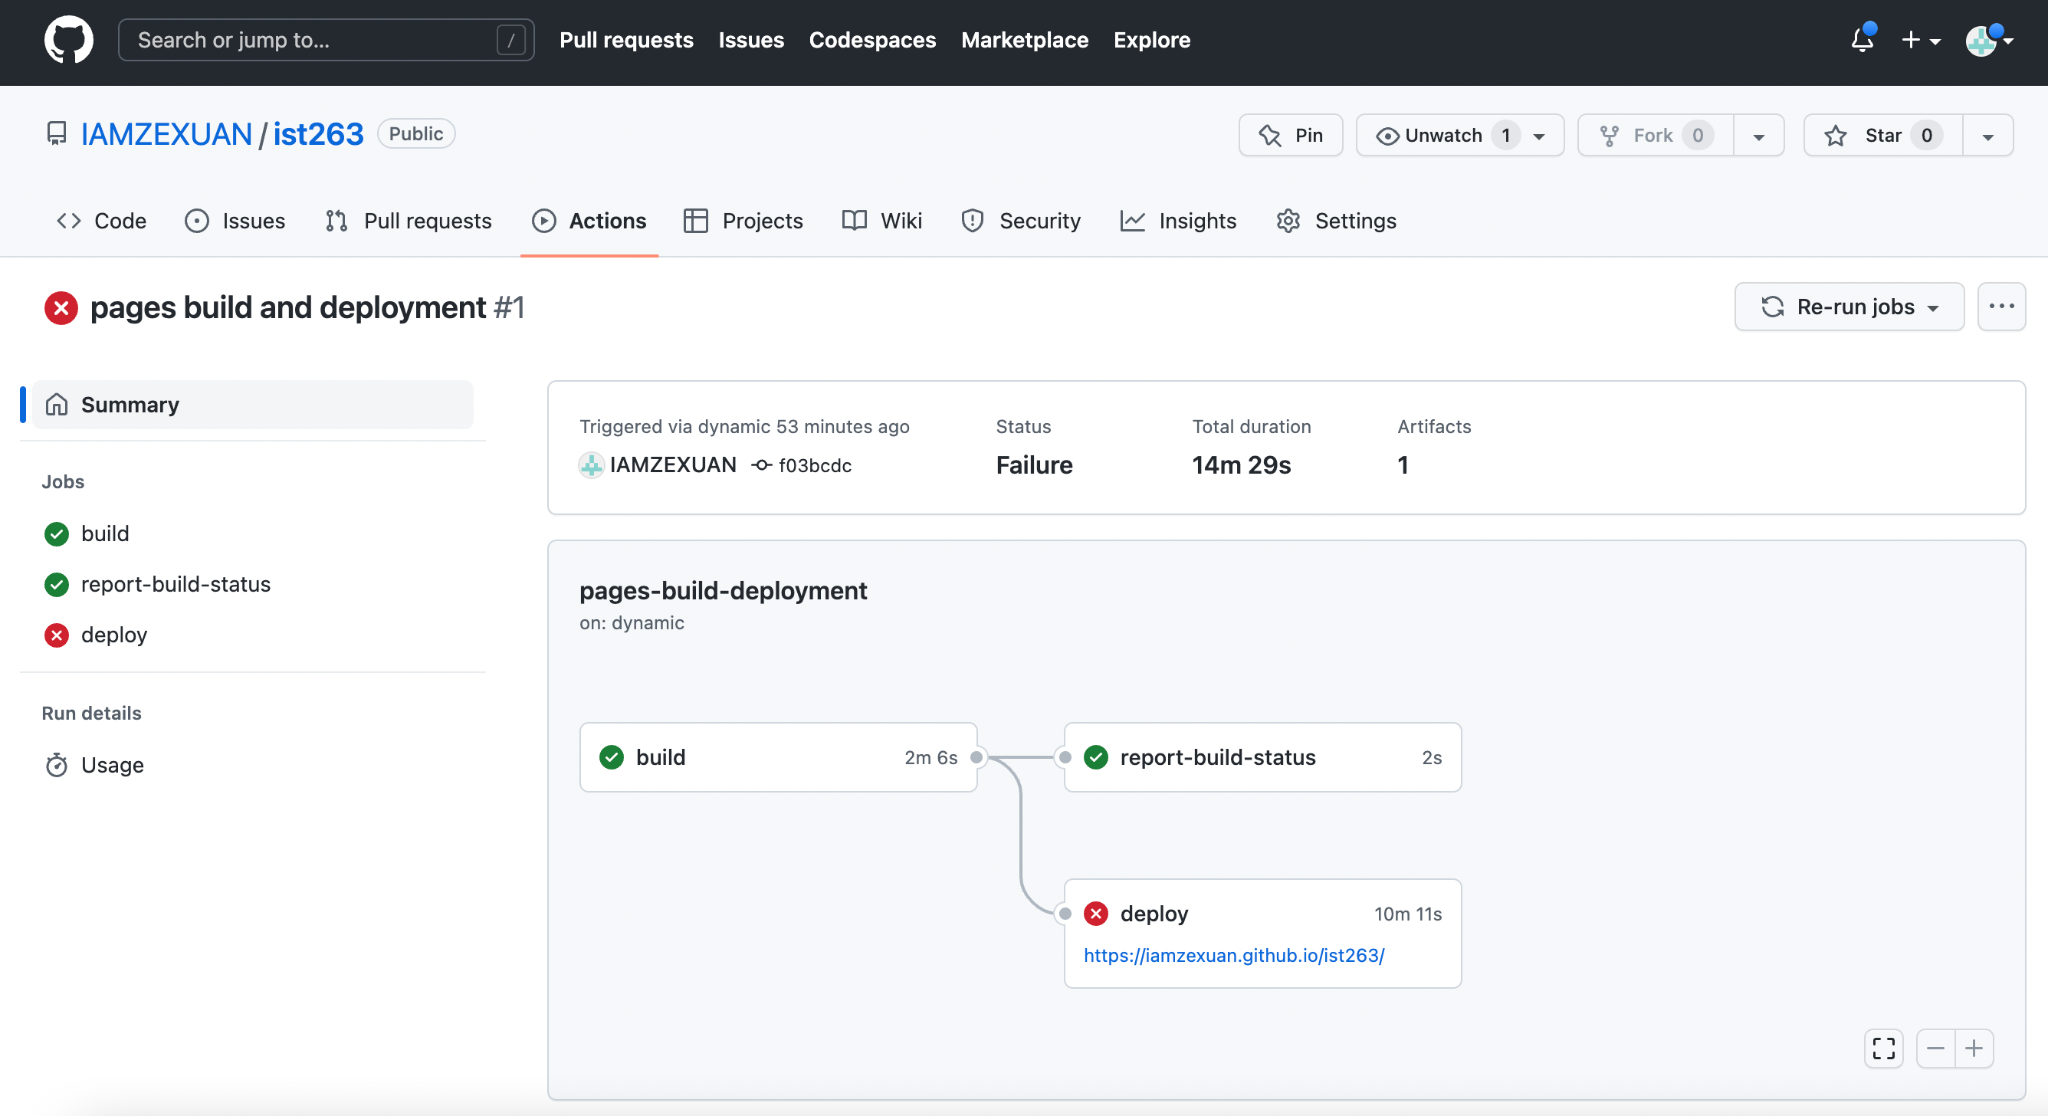 Search or jump to... /
Pull requests Issues Codespaces Marketplace Explore
IAMZEXUAN / ist263 Public
Pin Unwatch 1 Fork 0 Star 0
Code Issues Pull requests Actions Projects Wiki Security Insights Settings
pages build and deployment #1
Re-run jobs
Summary
Jobs
build
report-build-status
deploy
Run details
Usage
Triggered via dynamic 53 minutes ago
IAMZEXUAN f03bcdc
Status
Failure
Total duration
14m 29s
Artifacts
1
pages-build-deployment
on: dynamic
build 2m 6s
report-build-status 2s
deploy 10m 11s
https://iamzexuan.github.io/ist263/